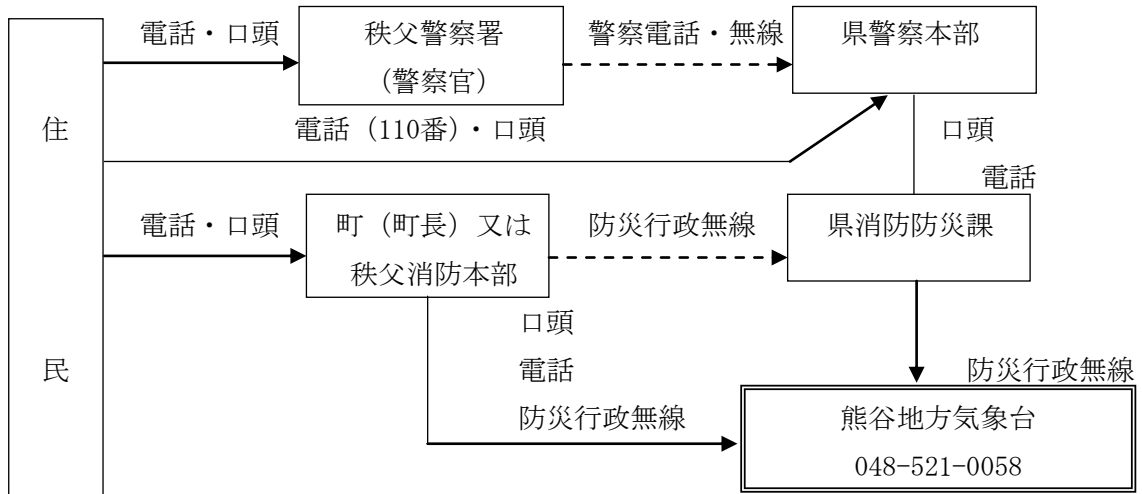 電話・口頭
秩父警察署
（警察官）
警察電話・無線
県警察本部
住
民
電話（110番）・口頭
口頭
電話
電話・口頭
町（町長）又は
秩父消防本部
防災行政無線
県消防防災課
口頭
電話
防災行政無線
防災行政無線
熊谷地方気象台
048-521-0058